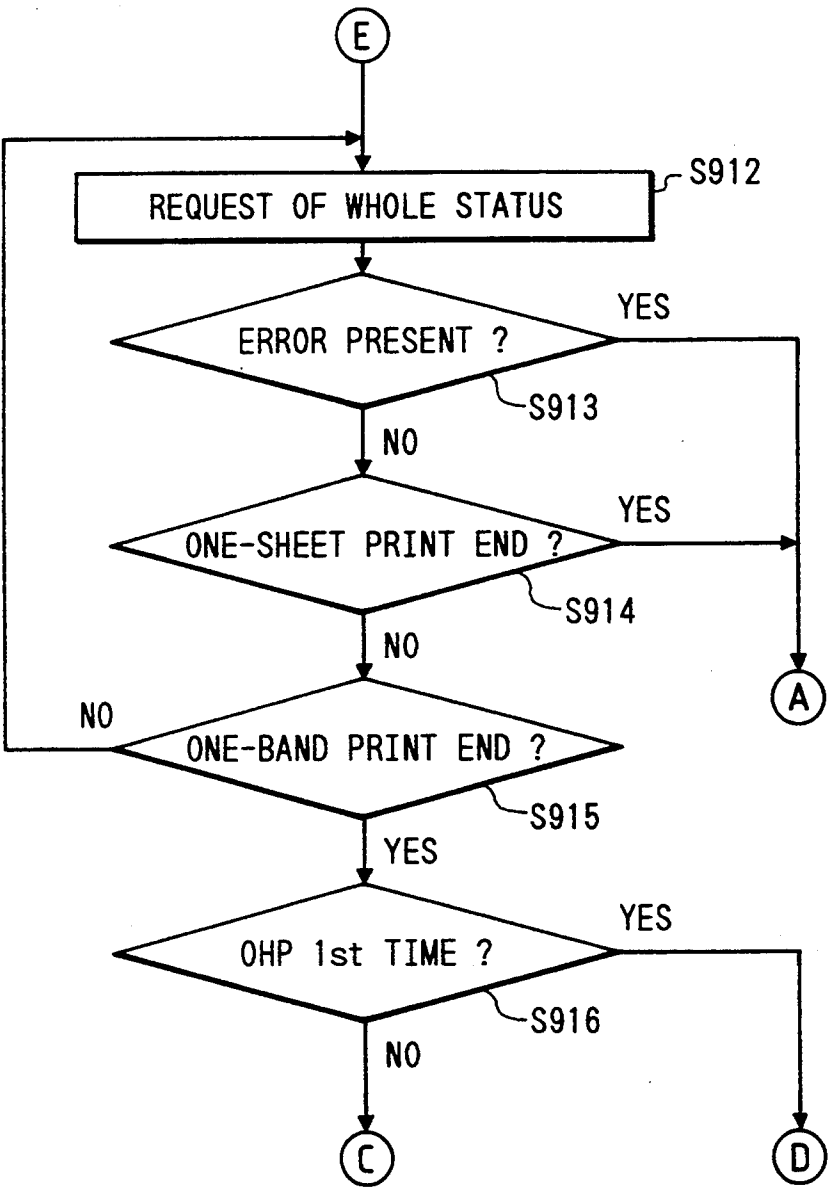 E
S912
REQUEST OF WHOLE STATUS
YES
ERROR PRESENT ?
S913
NO
YES
ONE-SHEET PRINT END ?
S914
NO
A
NO
ONE-BAND PRINT END ?
S915
YES
YES
OHP 1st TIME ?
S916
NO
C
D